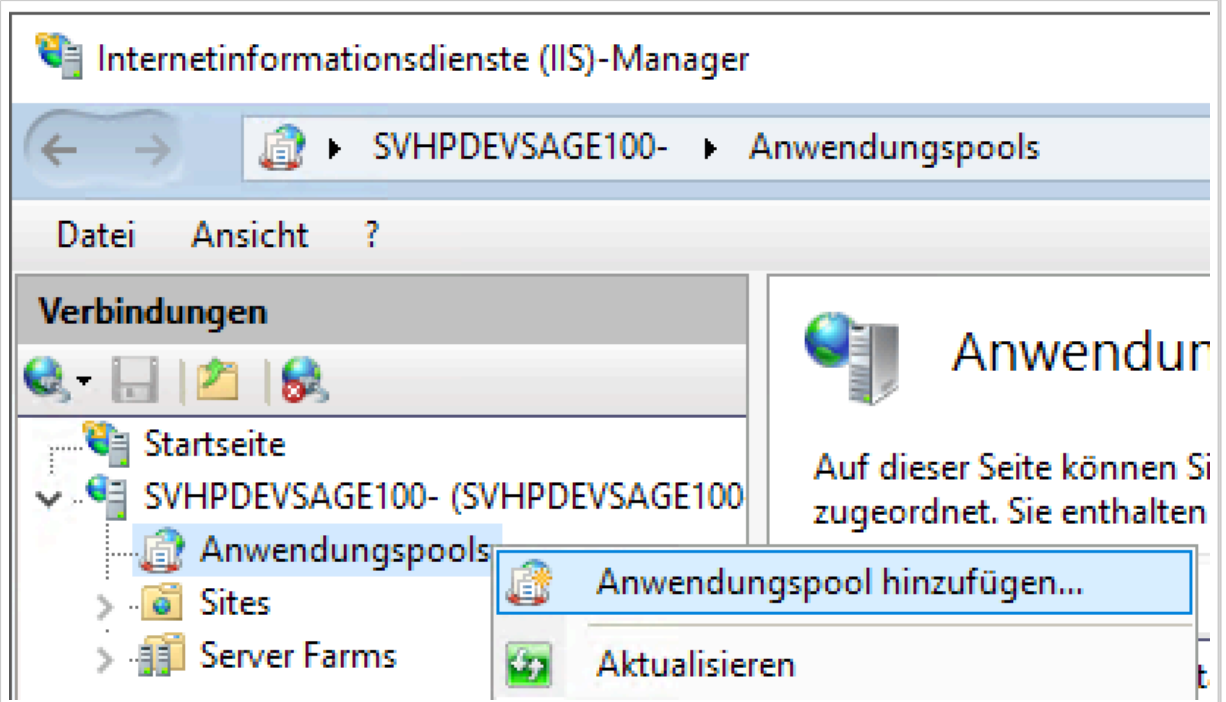 Internetinformationsdienste (IIS)-Manager
SVHPDEVSAGE100- Anwendungspools
Datei Ansicht ?
Verbindungen
Startseite
SVHPDEVSAGE100- (SVHPDEVSAGE100
Anwendungspools
Sites
Server Farms
Anwendun
Auf dieser Seite können Si
zugeordnet. Sie enthalten
Anwendungspool hinzufügen...
Aktualisieren